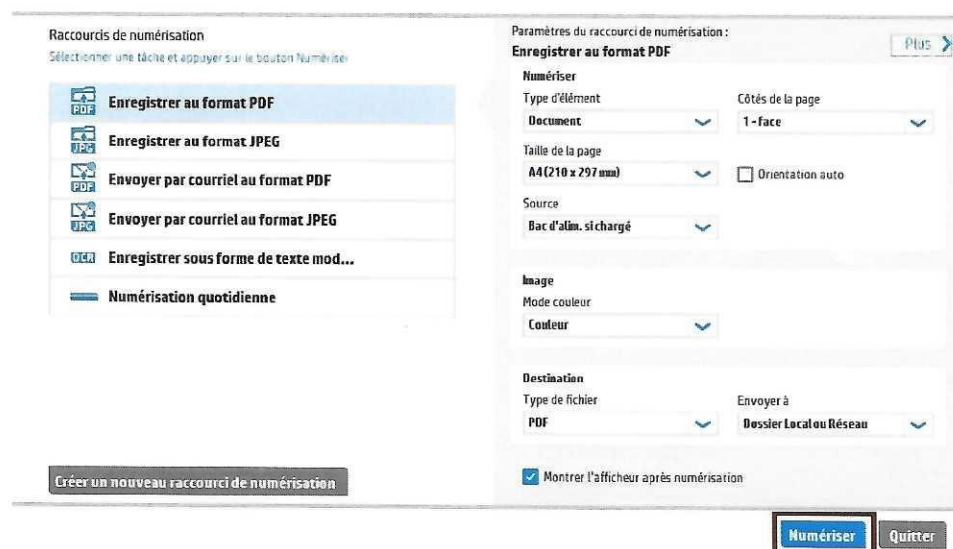 Raccourcis de numérisation
Sélectionner une tâche et appuyer sur le bouton Numériser
PDF Enregistrer au format PDF
JPG Enregistrer au format JPEG
PDF Envoyer par courriel au format PDF
JPG Envoyer par courriel au format JPEG
OCR Enregistrer sous forme de texte mod...
Numérisation quotidienne
Créer un nouveau raccourci de numérisation
Paramètres du raccourci de numérisation :
Enregistrer au format PDF
Plus
Numériser
Type d'élément
Côtés de la page
Document
1-face
Taille de la page
A4(210 x 297 mm)
Orientation auto
Source
Bac d'alim. si chargé
Image
Mode couleur
Couleur
Destination
Type de fichier
Envoyer à
PDF
Dossier Local ou Réseau
Montrer l'afficheur après numérisation
Numériser
Quitter